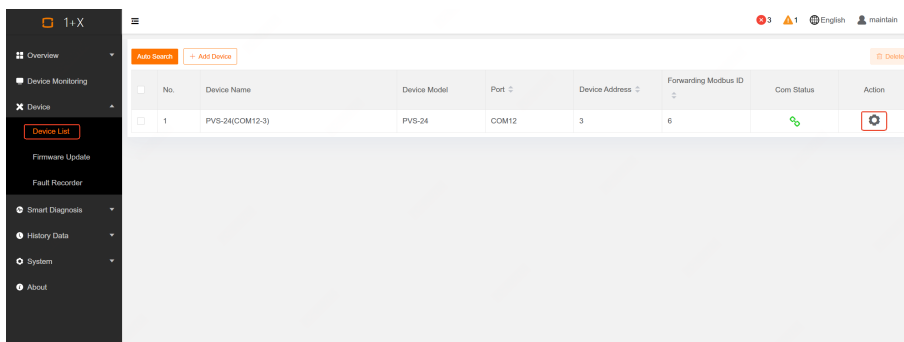 1+X
3 1 English maintain
Overview
Device Monitoring
Device
Device List
Firmware Update
Fault Recorder
Smart Diagnosis
History Data
System
About
Auto Search + Add Device Delete
No. Device Name Device Model Port Device Address Forwarding Modbus ID Com Status Action
1 PVS-24(COM12-3) PVS-24 COM12 3 6